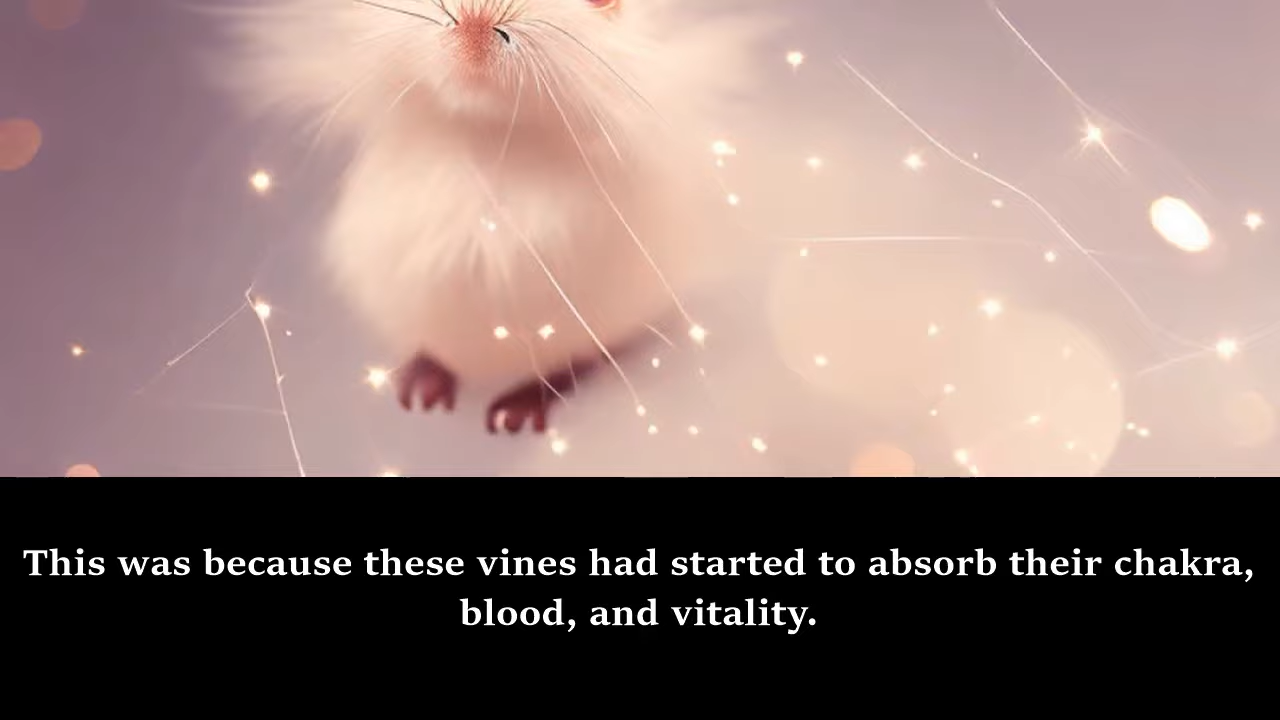 This was because these vines had started to absorb their chakra,
blood, and vitality.